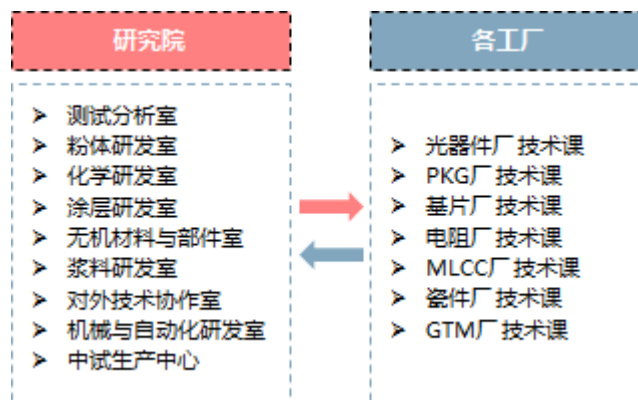 研究院
测试分析室
粉体研发室
化学研发室
涂层研发室
无机材料与部件室
浆料研发室
对外技术协作室
机械与自动化研发室
中试生产中心
各工厂
光器件厂技术课
PKG厂技术课
基片厂技术课
电阻厂技术课
MLCC厂技术课
瓷件厂技术课
GTM厂技术课